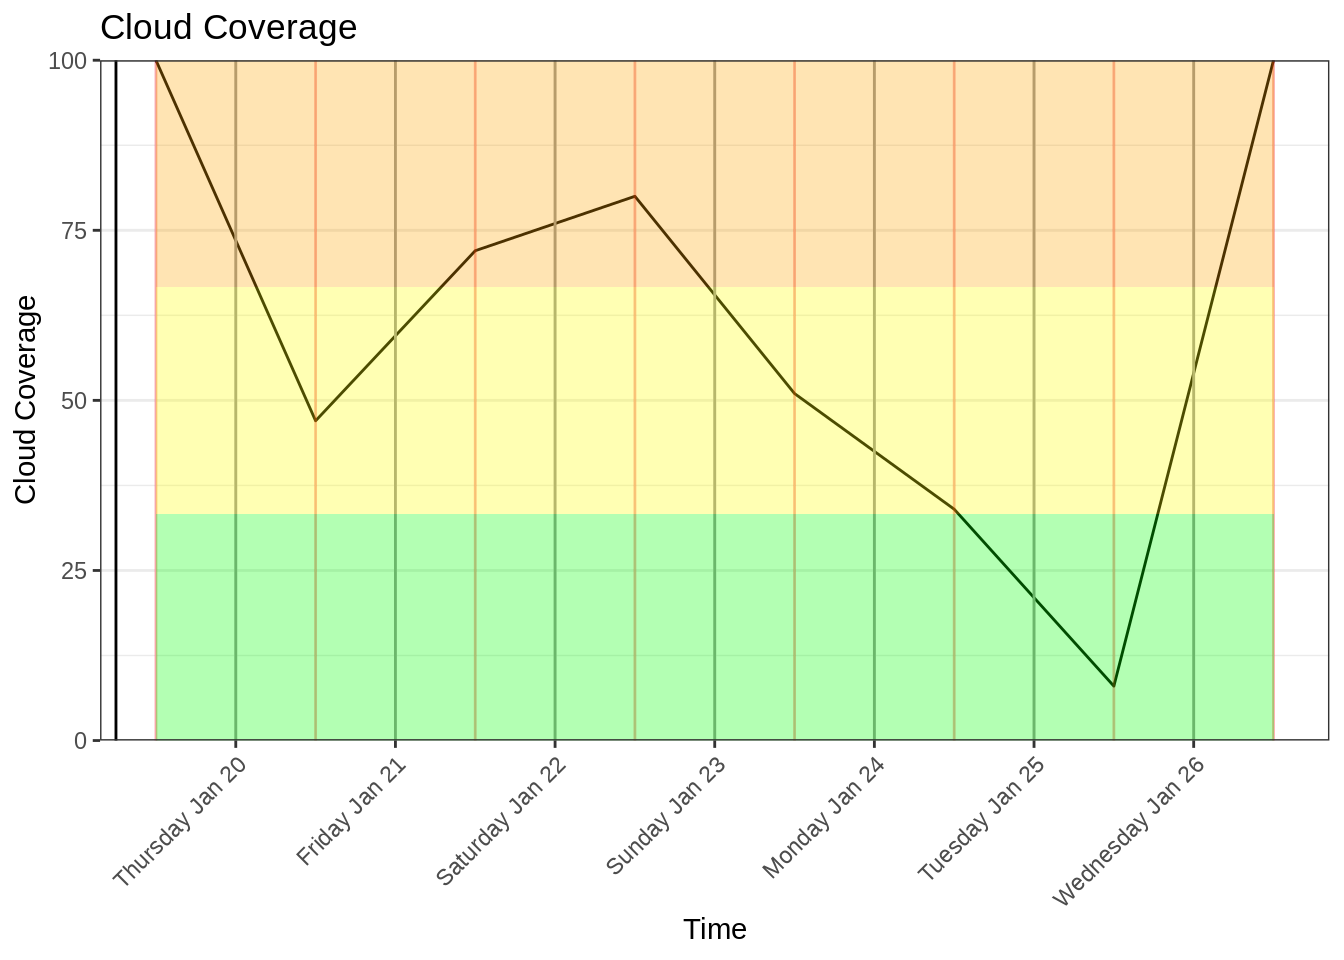 Cloud Coverage
Cloud Coverage
100
75
50
25
0
Thursday Jan 20
Friday Jan 21
Saturday Jan 22
Sunday Jan 23
Monday Jan 24
Tuesday Jan 25
Wednesday Jan 26
Time